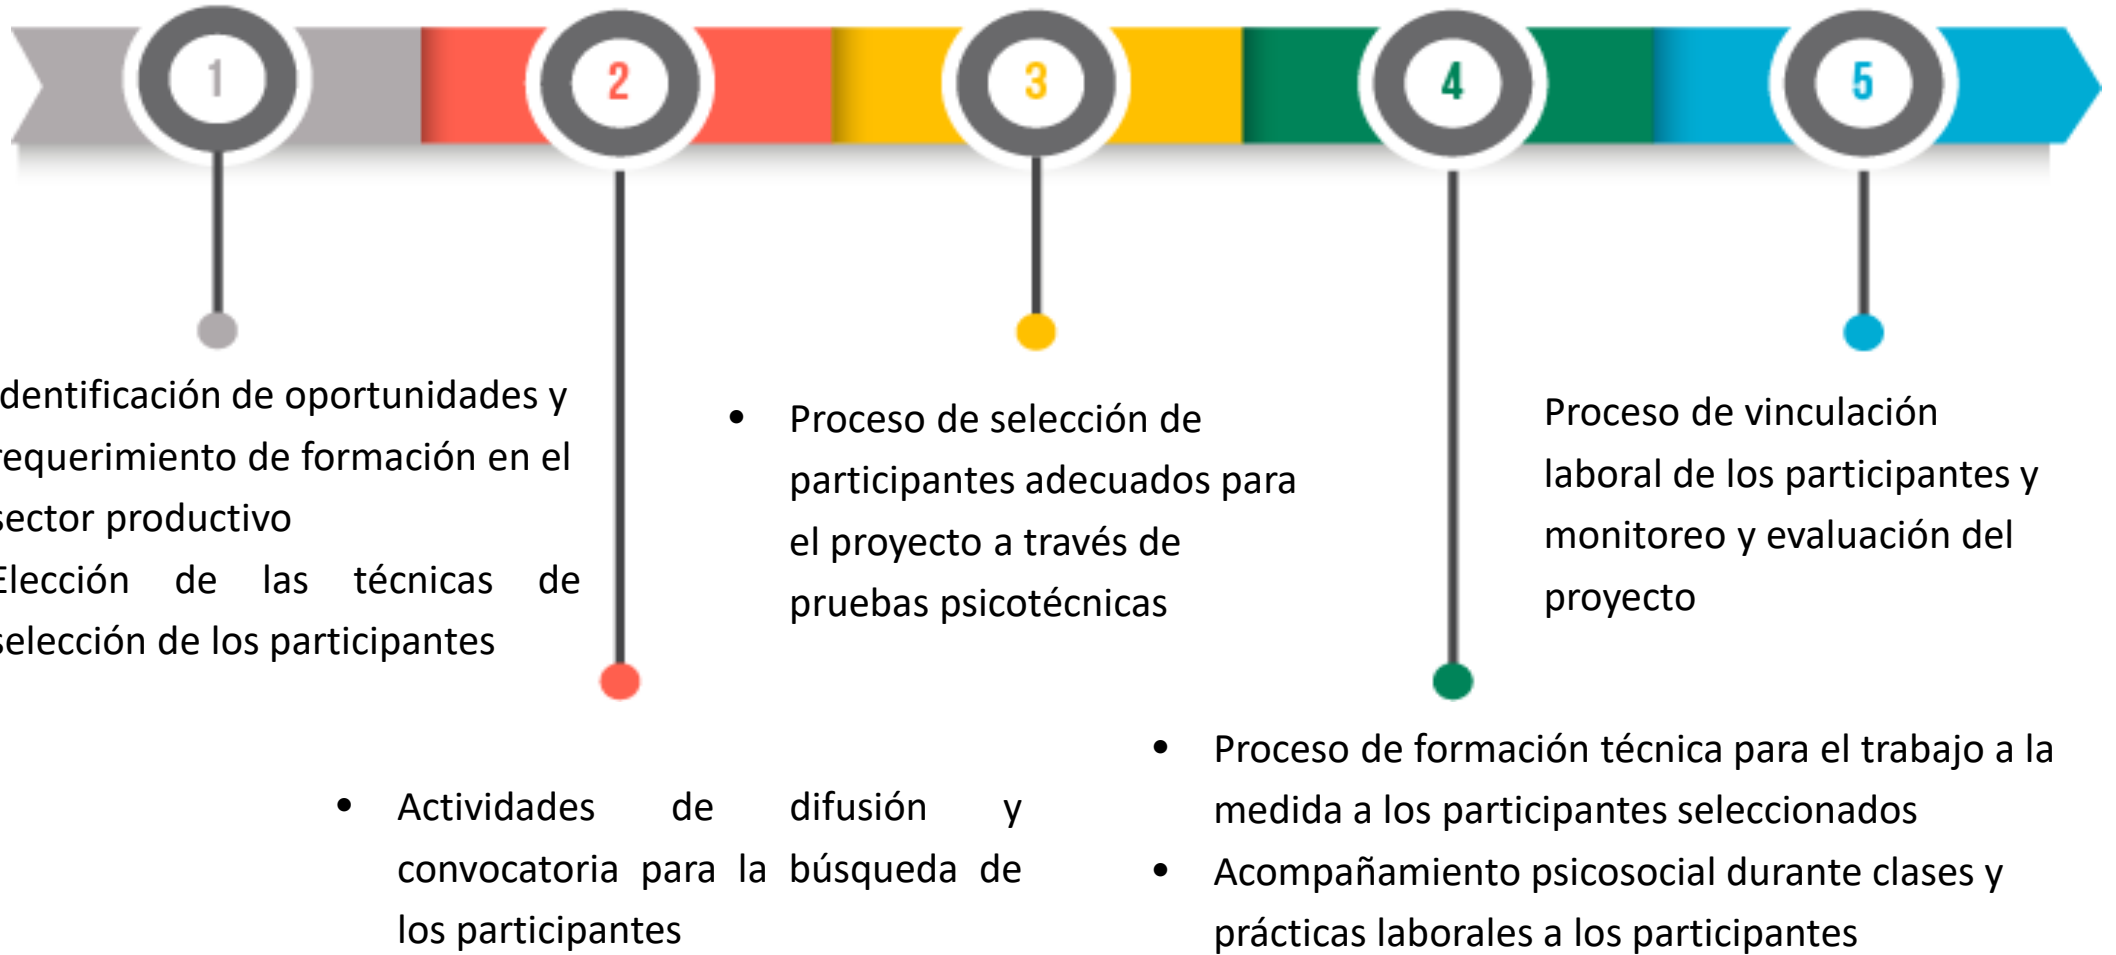 1
2
3
4
5
dentificación de oportunidades y
requerimiento de formación en el
sector productivo
Elección de las técnicas de
selección de los participantes
• Actividades de difusión y
convocatoria para la búsqueda de
los participantes
• Proceso de selección de
participantes adecuados para
el proyecto a través de
pruebas psicotécnicas
• Proceso de formación técnica para el trabajo a la
medida a los participantes seleccionados
• Acompañamiento psicosocial durante clases y
prácticas laborales a los participantes
Proceso de vinculación
laboral de los participantes y
monitoreo y evaluación del
proyecto